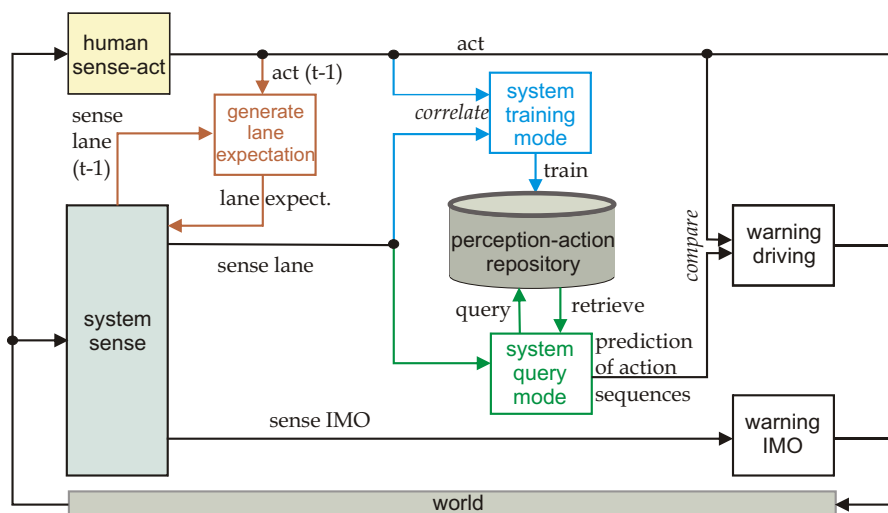 human
sense-act
act
act (t-1)
sense
lane
(t-1)
generate
lane
expectation
correlate
system
training
mode
train
lane expect.
sense lane
perception-action
repository
compare
warning
driving
system
sense
query
retrieve
system
query
mode
prediction
of action
sequences
sense IMO
warning
IMO
world